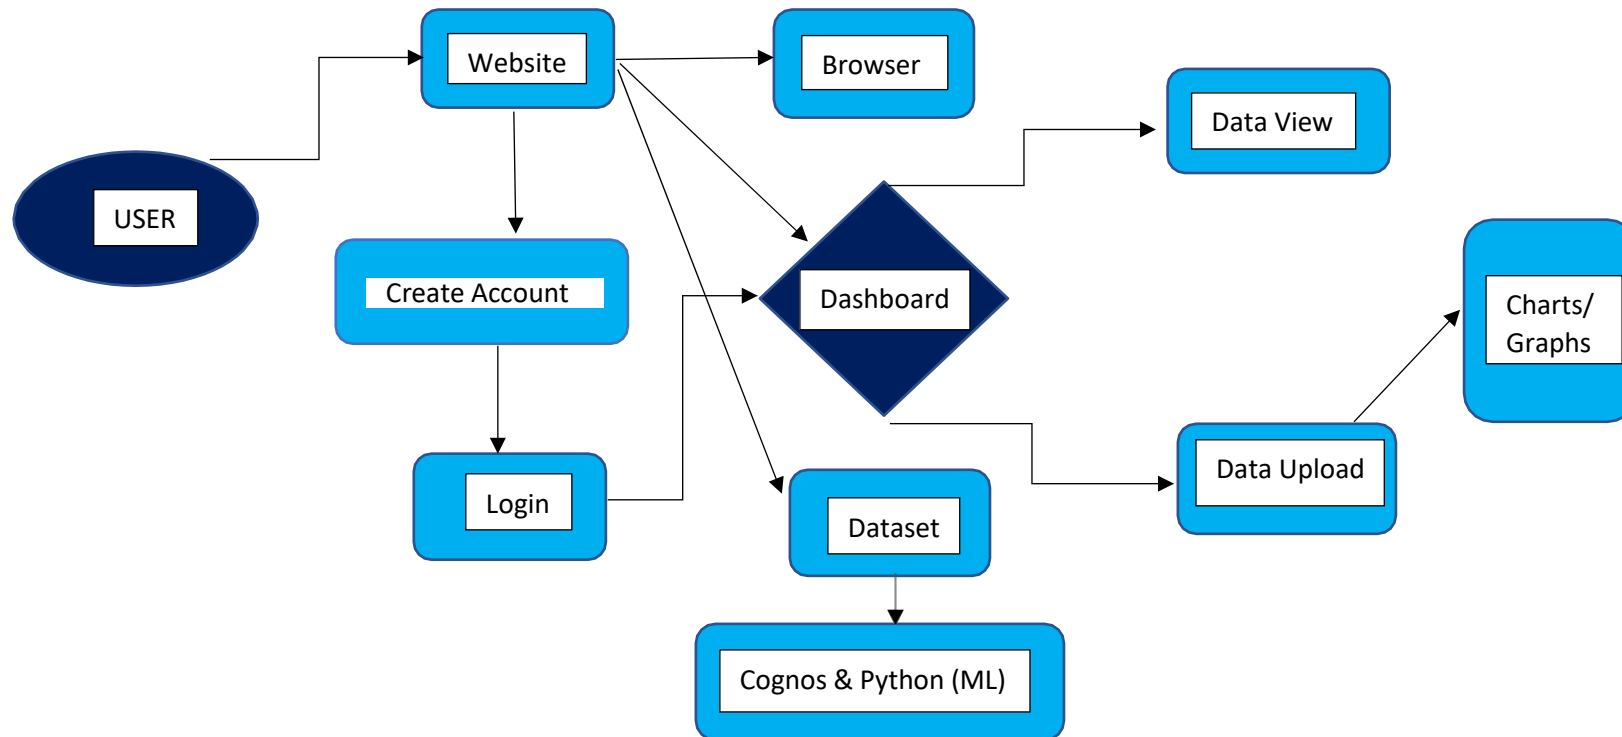 Website
Browser
Data View
USER
Create Account
Dashboard
Charts/
Graphs
Data Upload
Login
Dataset
Cognos & Python (ML)